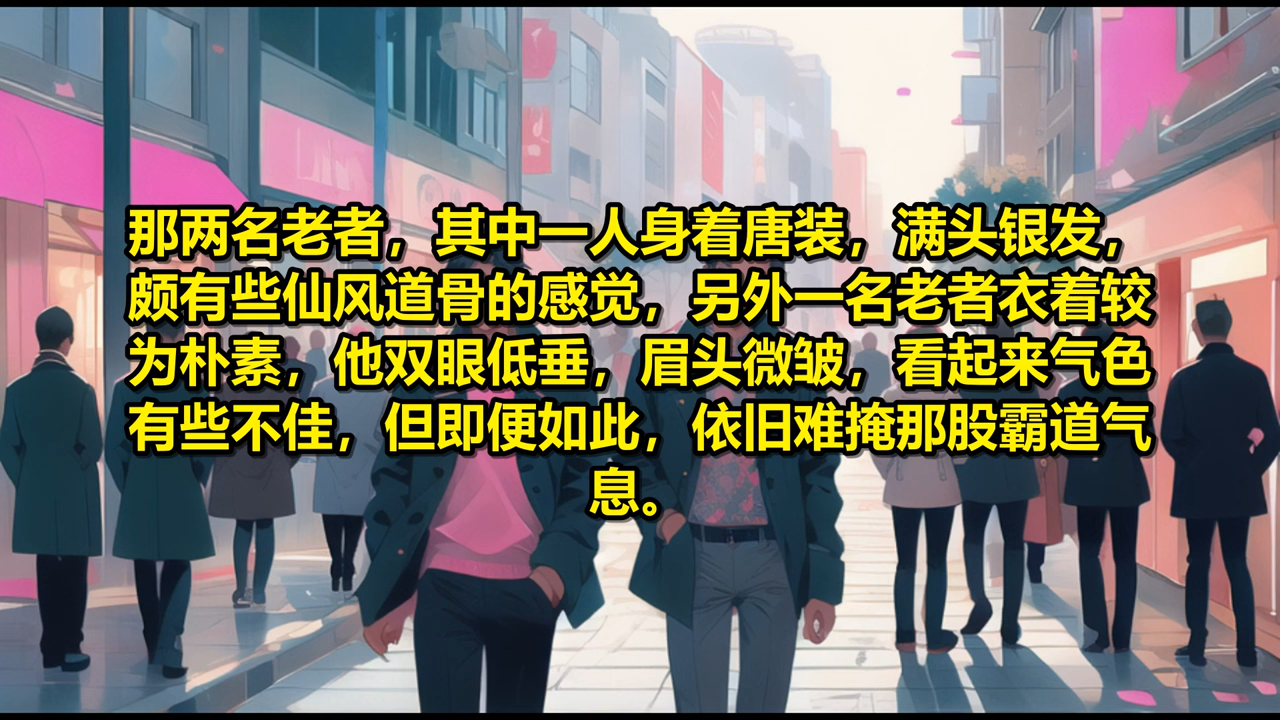 那两名老者，其中一人身着唐装，满头银发，
颇有些仙风道骨的感觉，另外一名老者衣着较
为朴素，他双眼低垂，眉头微皱，看起来气色
有些不佳，但即便如此，依旧难掩那股霸道气
息。